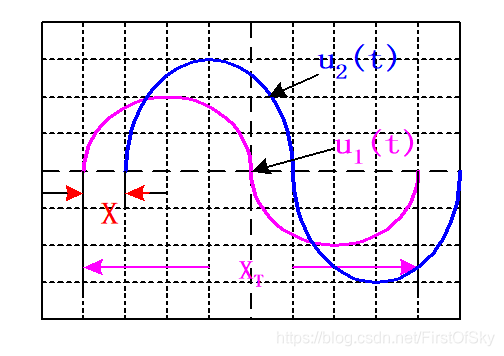 u2(t)
u1(t)
X
XT
https://blog.csdn.net/FirstOfSky